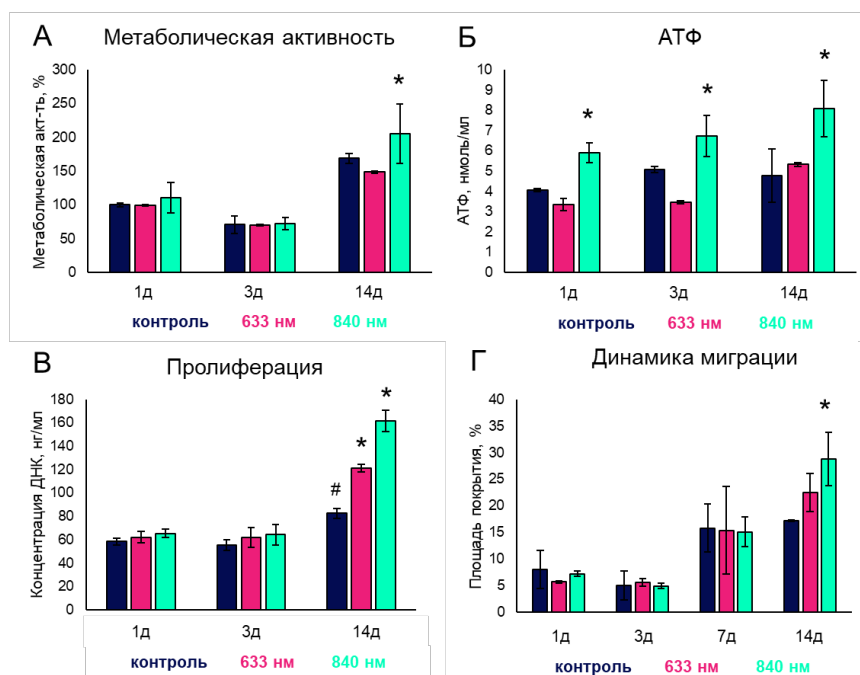 А Метаболическая активность
Метаболическая акт-ть, %
300
250
200
150
100
50
0
*
1д 3д 14д
контроль 633 нм 840 нм
Б АТФ
АТФ, нмоль/мл
10
9
8
7
6
5
4
3
2
1
0
* * *
1д 3д 14д
контроль 633 нм 840 нм
В Пролиферация
Концентрация ДНК, нг/мл
180
160
140
120
100
80
60
40
20
0
# * *
1д 3д 14д
контроль 633 нм 840 нм
Г Динамика миграции
Площадь покрытия, %
40
35
30
25
20
15
10
5
0
*
1д 3д 7д 14д
контроль 633 нм 840 нм